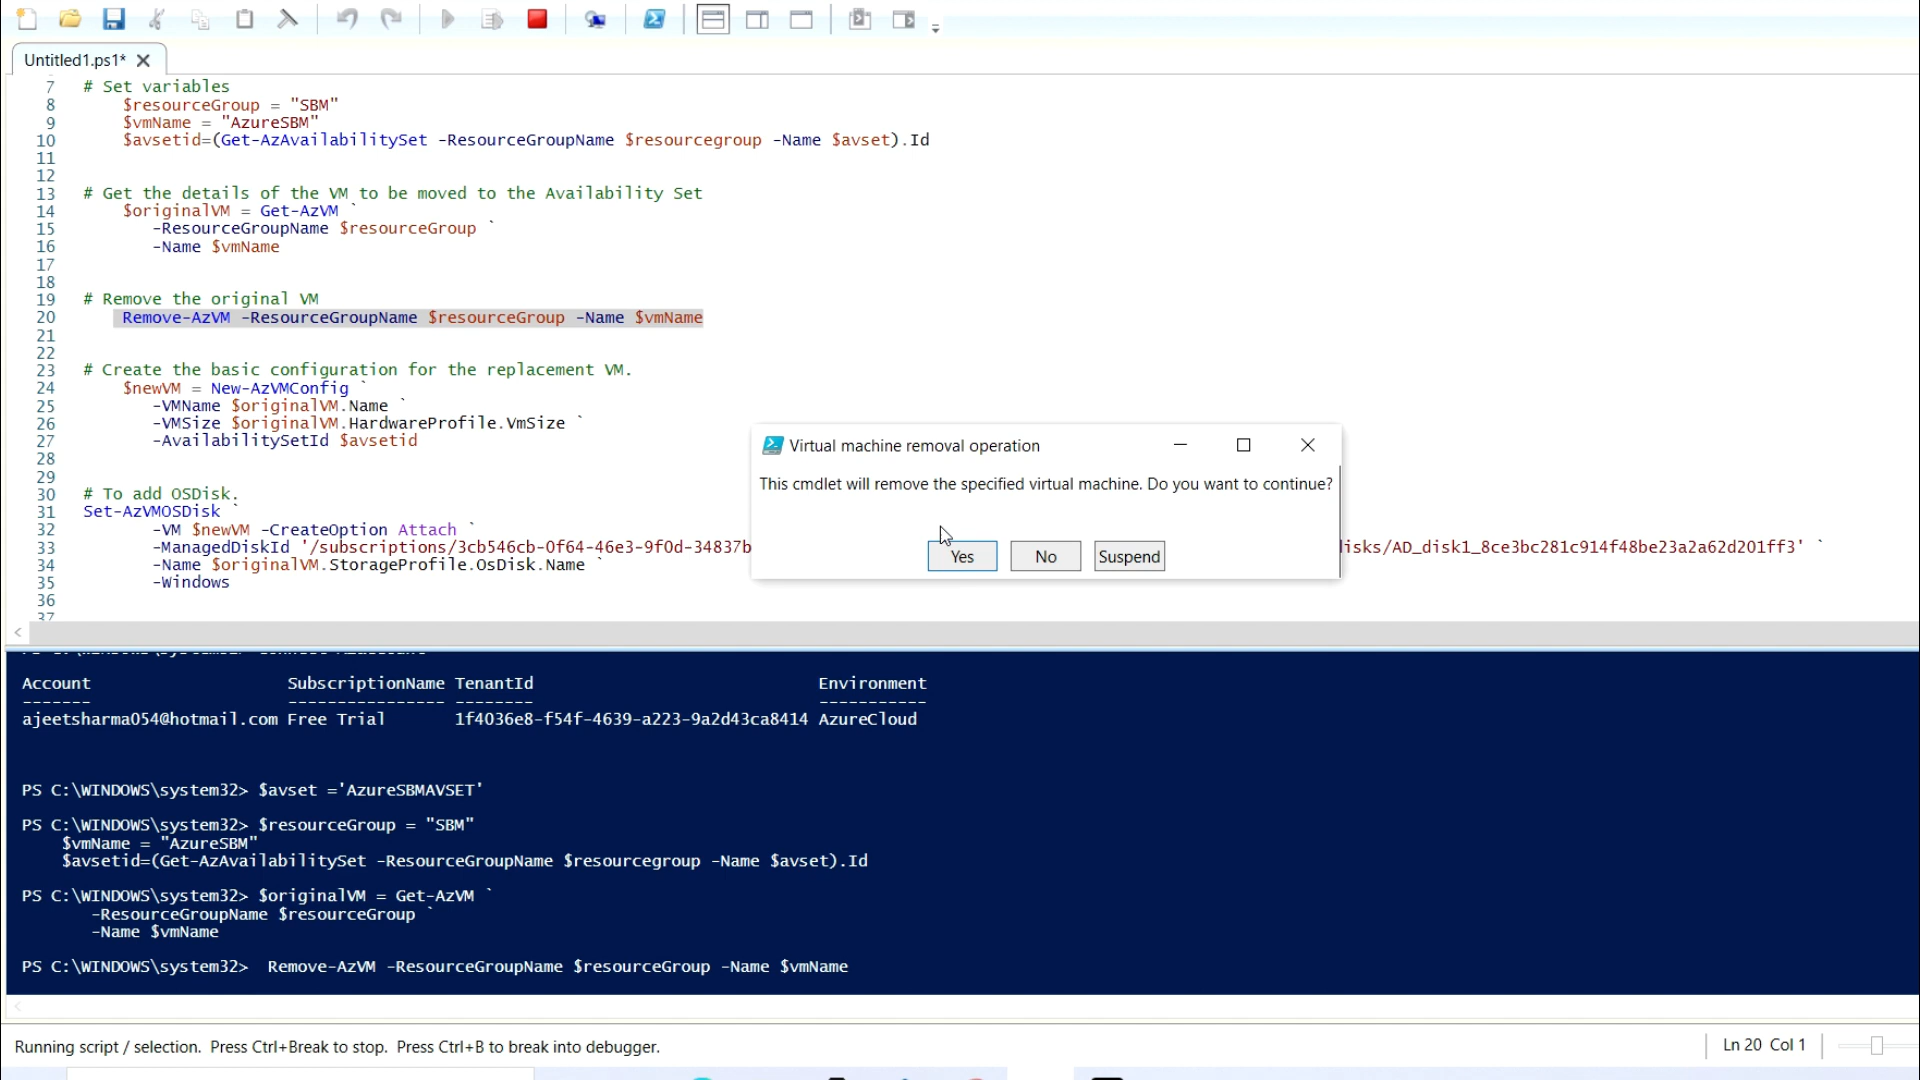 Untitled1.ps1*
7 # Set variables
8 $resourceGroup = "SBM"
9 $vmName = "AzureSBM"
10 $avsetid=(Get-AzAvailabilitySet -ResourceGroupName $resourcegroup -Name $avset).Id
11
12
13 # Get the details of the VM to be moved to the Availability Set
14 $originalVM = Get-AzVM `
15 -ResourceGroupName $resourceGroup `
16 -Name $vmName
17
18
19 # Remove the original VM
20 Remove-AzVM -ResourceGroupName $resourceGroup -Name $vmName
21
22
23 # Create the basic configuration for the replacement VM.
24 $newVM = New-AzVMConfig `
25 -VMName $originalVM.Name `
26 -VMSize $originalVM.HardwareProfile.VmSize `
27 -AvailabilitySetId $avsetid
28
29
30 # To add OSDisk.
31 Set-AzVMOSDisk `
32 -VM $newVM -CreateOption Attach `
33 -ManagedDiskId '/subscriptions/3cb546cb-0f64-46e3-9f0d-34837b isks/AD_disk1_8ce3bc281c914f48be23a2a62d201ff3' `
34 -Name $originalVM.StorageProfile.OsDisk.Name `
35 -Windows
36
37
Virtual machine removal operation
This cmdlet will remove the specified virtual machine. Do you want to continue?
Yes No Suspend
Account SubscriptionName TenantId Environment
------- ---------------- -------- -----------
ajeetsharma054@hotmail.com Free Trial 1f4036e8-f54f-4639-a223-9a2d43ca8414 AzureCloud
PS C:\WINDOWS\system32> $avset ='AzureSBMAVSET'
PS C:\WINDOWS\system32> $resourceGroup = "SBM"
$vmName = "AzureSBM"
$avsetid=(Get-AzAvailabilitySet -ResourceGroupName $resourcegroup -Name $avset).Id
PS C:\WINDOWS\system32> $originalVM = Get-AzVM `
-ResourceGroupName $resourceGroup `
-Name $vmName
PS C:\WINDOWS\system32> Remove-AzVM -ResourceGroupName $resourceGroup -Name $vmName
Running script / selection. Press Ctrl+Break to stop. Press Ctrl+B to break into debugger.
Ln 20 Col 1